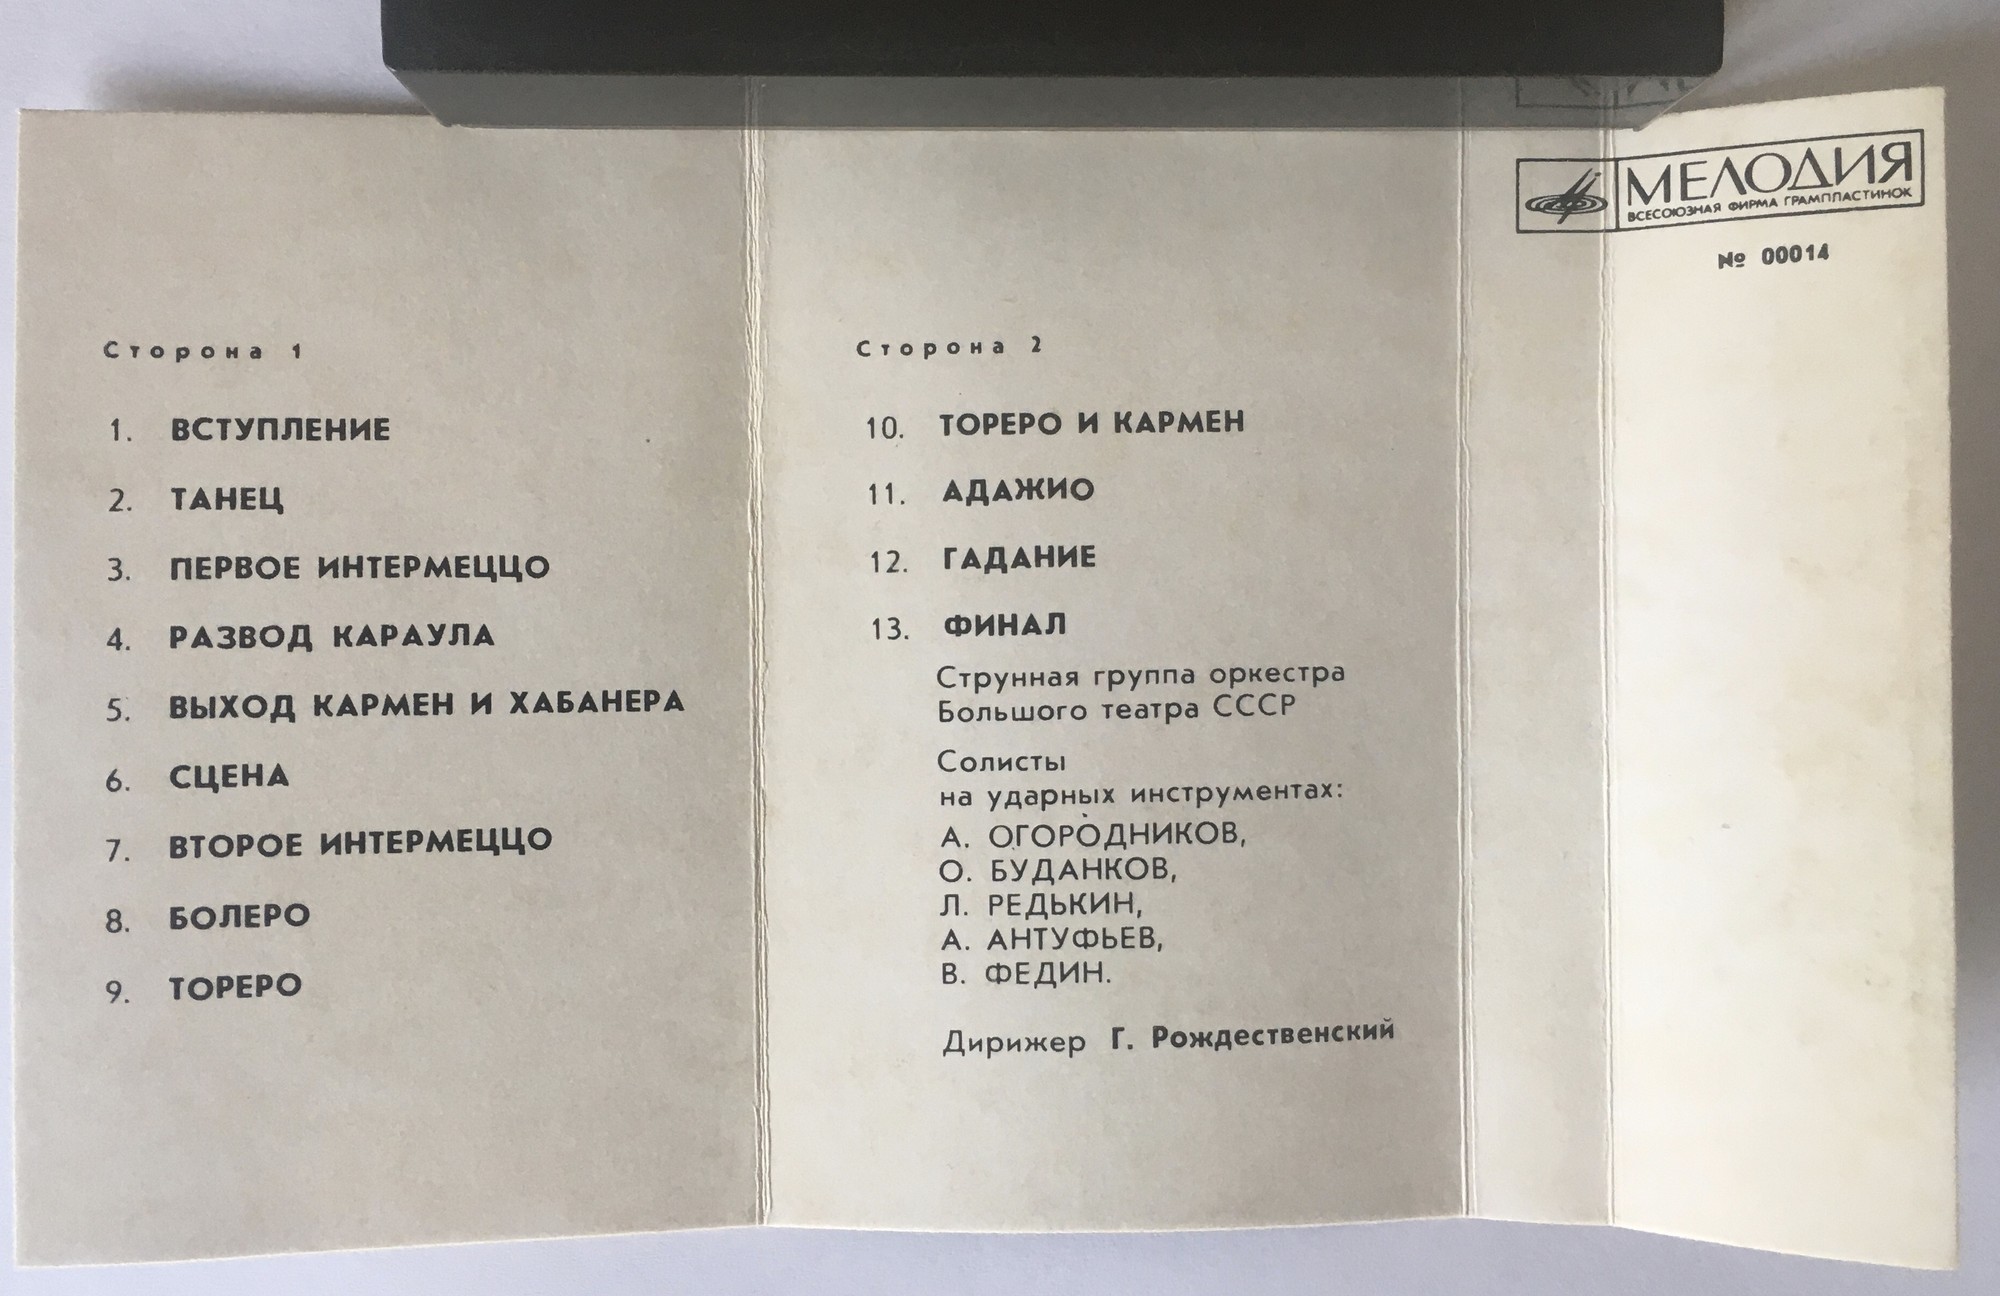 Сторона 1
1. ВСТУПЛЕНИЕ
2. ТАНЕЦ
3. ПЕРВОЕ ИНТЕРМЕЦЦО
4. РАЗВОД КАРАУЛА
5. ВЫХОД КАРМЕН И ХАБАНЕРА
6. СЦЕНА
7. ВТОРОЕ ИНТЕРМЕЦЦО
8. БОЛЕРО
9. ТОРЕРО
Сторона 2
10. ТОРЕРО И КАРМЕН
11. АДАЖИО
12. ГАДАНИЕ
13. ФИНАЛ
Струнная группа оркестра
Большого театра СССР
Солисты
на ударных инструментах:
А. ОГОРОДНИКОВ,
О. БУДАНКОВ,
Л. РЕДЬКИН,
А. АНТУФЬЕВ,
В. ФЕДИН.
Дирижер Г. Рождественский
МЕЛОДИЯ
ВСЕСОЮЗНАЯ ФИРМА ГРАМПЛАСТИНОК
№ 00014